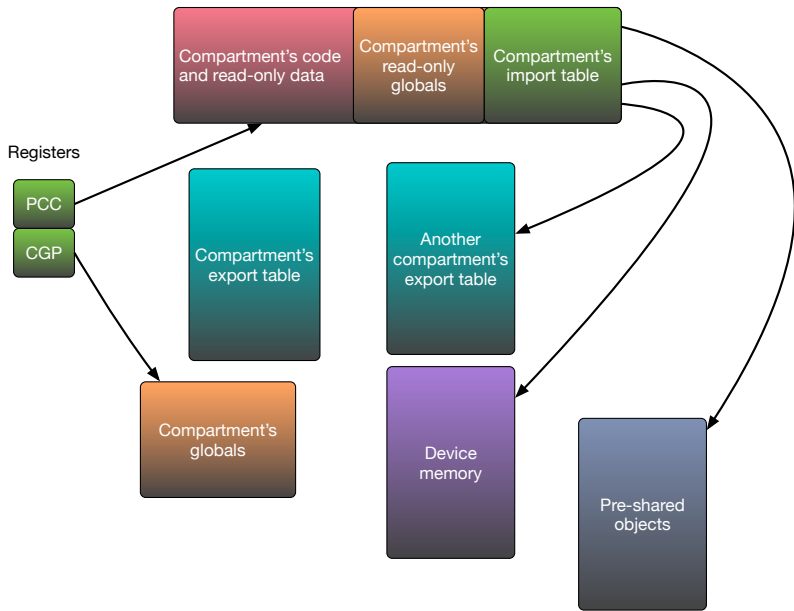 Compartment's code
and read-only data
Compartment's
read-only
globals
Compartment's
import table
Registers
PCC
CGP
Compartment's
export table
Another
compartment's
export table
Compartment's
globals
Device
memory
Pre-shared
objects